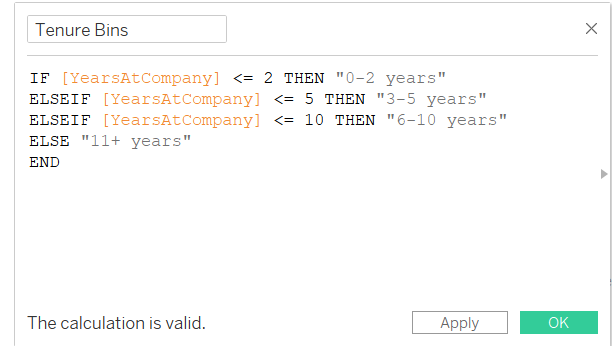 Tenure Bins
IF [YearsAtCompany] <= 2 THEN "0-2 years"
ELSEIF [YearsAtCompany] <= 5 THEN "3-5 years"
ELSEIF [YearsAtCompany] <= 10 THEN "6-10 years"
ELSE "11+ years"
END
The calculation is valid.
Apply
OK